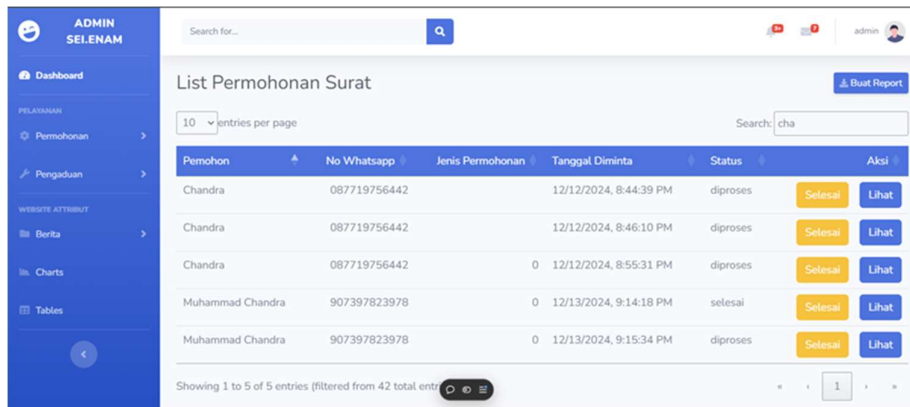 ADMIN
SEI.ENAM
Search for...
3+
7
admin
Dashboard
PELAYANAN
Permohonan
Pengaduan
WEBSITE ATTRIBUT
Berita
Charts
Tables
List Permohonan Surat
Buat Report
10 entries per page
Search: cha
Pemohon No Whatsapp Jenis Permohonan Tanggal Diminta Status Aksi
Chandra 087719756442 12/12/2024, 8:44:39 PM diproses Selesai Lihat
Chandra 087719756442 12/12/2024, 8:46:10 PM diproses Selesai Lihat
Chandra 087719756442 0 12/12/2024, 8:55:31 PM diproses Selesai Lihat
Muhammad Chandra 907397823978 0 12/13/2024, 9:14:18 PM selesai Selesai Lihat
Muhammad Chandra 907397823978 0 12/13/2024, 9:15:34 PM diproses Selesai Lihat
Showing 1 to 5 of 5 entries (filtered from 42 total entr
« ‹ 1 › »